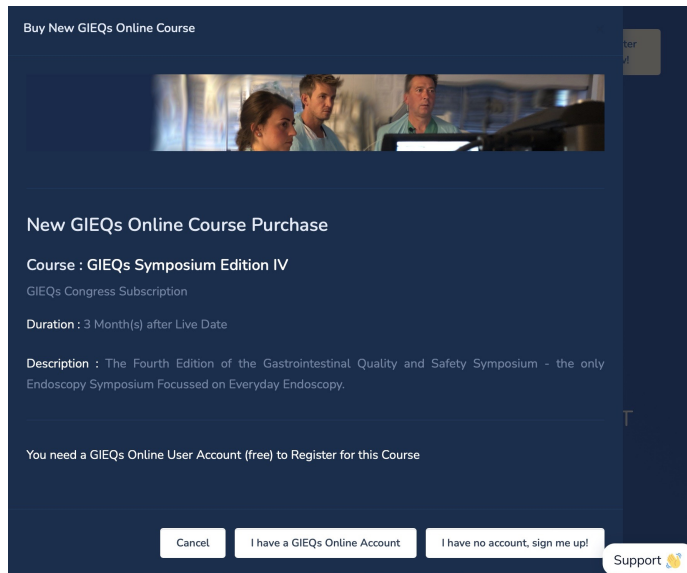 Buy New GIEQs Online Course
ter
y!
New GIEQs Online Course Purchase
Course : GIEQs Symposium Edition IV
GIEQs Congress Subscription
Duration : 3 Month(s) after Live Date
Description : The Fourth Edition of the Gastrointestinal Quality and Safety Symposium - the only
Endoscopy Symposium Focussed on Everyday Endoscopy.
T
You need a GIEQs Online User Account (free) to Register for this Course
Cancel
I have a GIEQs Online Account
I have no account, sign me up!
Support 👋